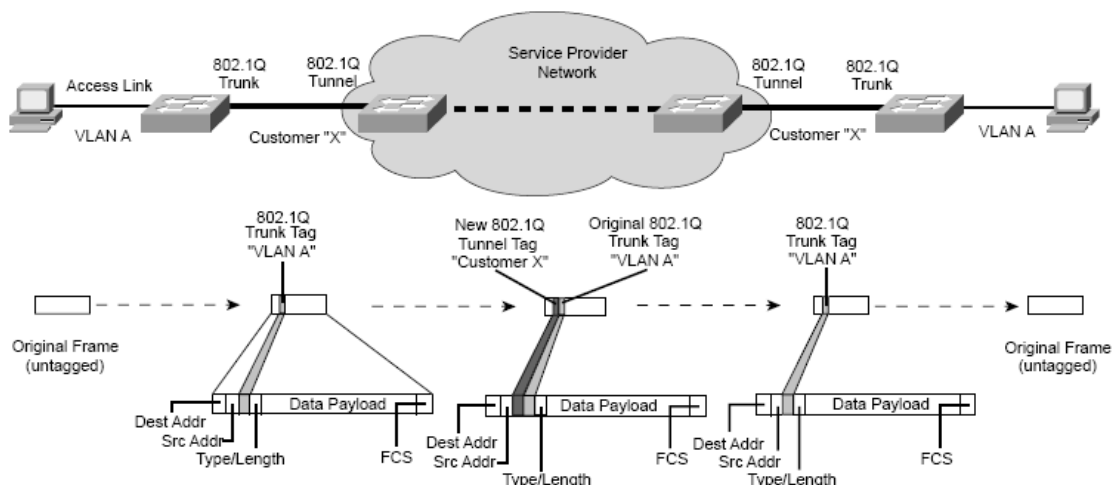 Service Provider
Network
Access Link
VLAN A
802.1Q
Trunk
802.1Q
Tunnel
Customer "X"
802.1Q
Tunnel
802.1Q
Trunk
Customer "X"
VLAN A
802.1Q
Trunk Tag
"VLAN A"
New 802.1Q
Tunnel Tag
"Customer X"
Original 802.1Q
Trunk Tag
"VLAN A"
802.1Q
Trunk Tag
"VLAN A"
Original Frame
(untagged)
Original Frame
(untagged)
Data Payload
Dest Addr
Src Addr
Type/Length
FCS
Data Payload
Dest Addr
Src Addr
Type/Length
FCS
Data Payload
Dest Addr
Src Addr
Type/Length
FCS